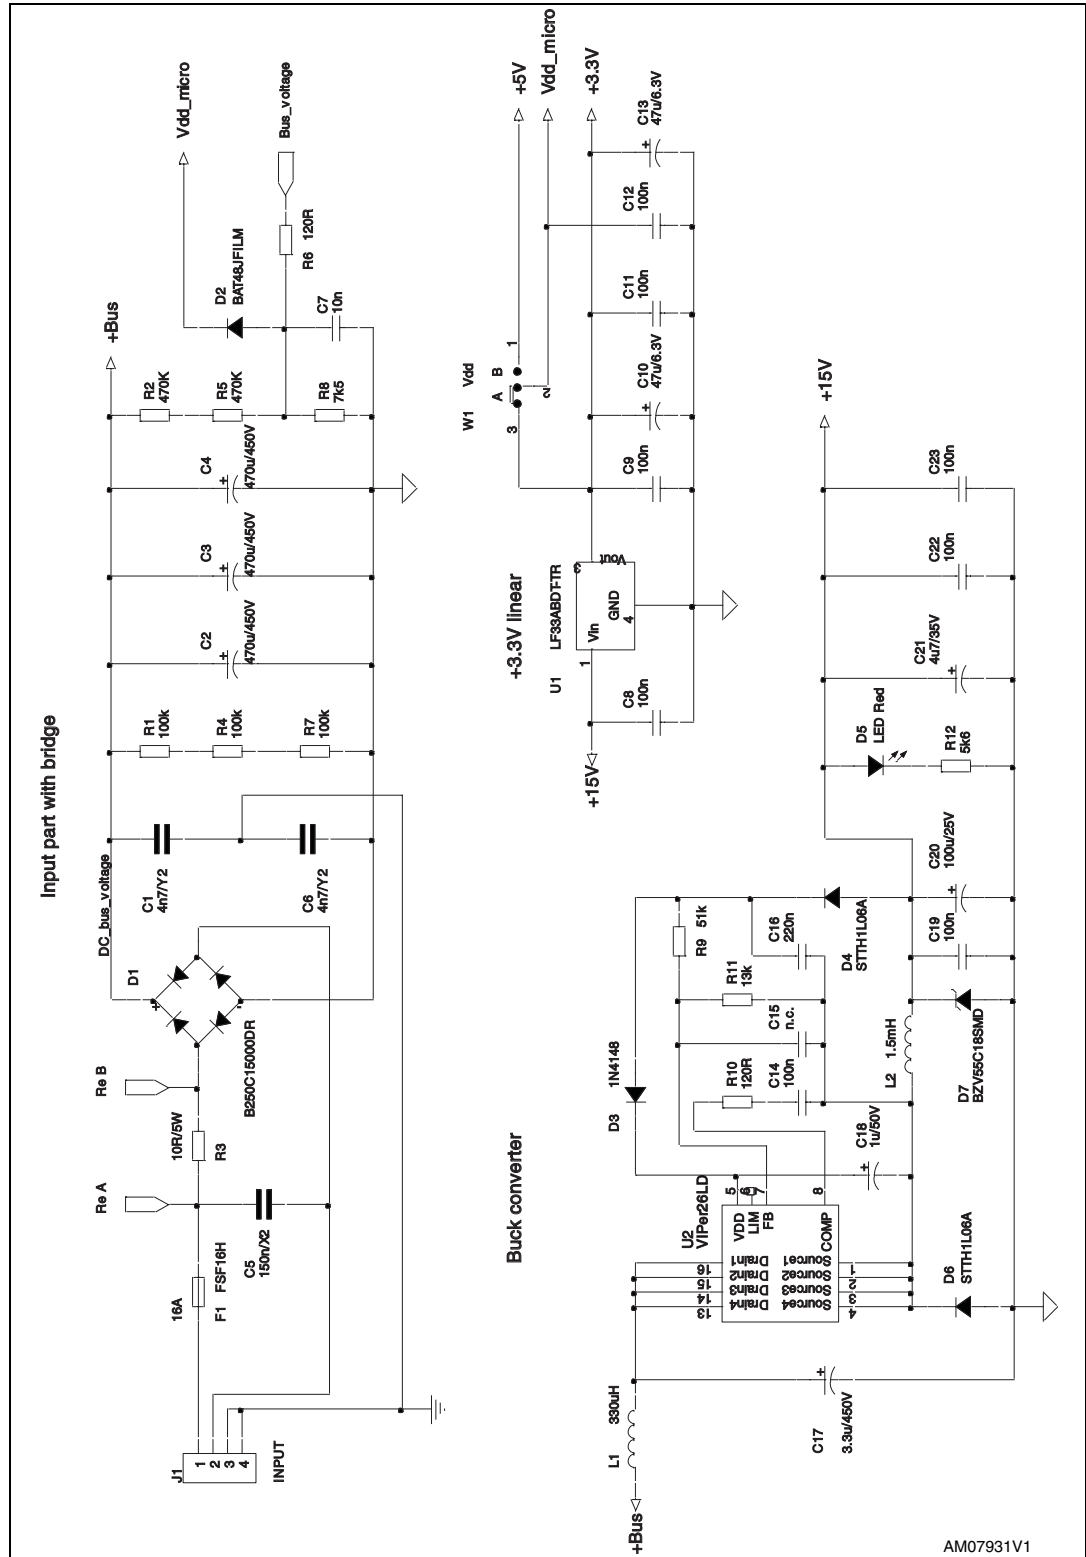 Input part with bridge
J1
INPUT
1
2
3
4
16A
F1 FSF16H
Re A
C5
150n/X2
10R/5W
R3
Re B
D1
+
-
B250C15000DR
DC_bus_voltage
C1
4n7/Y2
C6
4n7/Y2
R1
100k
R4
100k
R7
100k
C2
470u/450V
+
C3
470u/450V
+
C4
470u/450V
+
+Bus
R2
470K
R5
470K
R8
7k5
D2
BAT48JFILM
C7
10n
R6 120R
Vdd_micro
Bus_voltage
+3.3V linear
+15V
C8
100n
U1 LF33ABDT-TR
1
Vin
GND
4
Vout
3
C9
100n
C10
47u/6.3V
+
C11
100n
C12
100n
C13
47u/6.3V
+
W1 Vdd
A B
3
2
1
+5V
Vdd_micro
+3.3V
Buck converter
+Bus
L1 330uH
C17
3.3u/450V
+
U2
VIPer26LD
13
14
15
16
Drain4
Drain3
Drain2
Drain1
VDD
LIM
FB
COMP
5
6
7
8
Source4
Source3
Source2
Source1
4
3
2
1
D6
STTH1L06A
C18
1u/50V
+
D3 1N4148
R10
120R
C14
100n
C15
n.c.
R11
13k
R9 51k
C16
220n
D4
STTH1L06A
L2 1.5mH
D7
BZV55C18SMD
C19
100n
C20
100u/25V
+
D5
LED Red
R12
5k6
C21
4u7/35V
+
C22
100n
C23
100n
+15V
AM07931V1